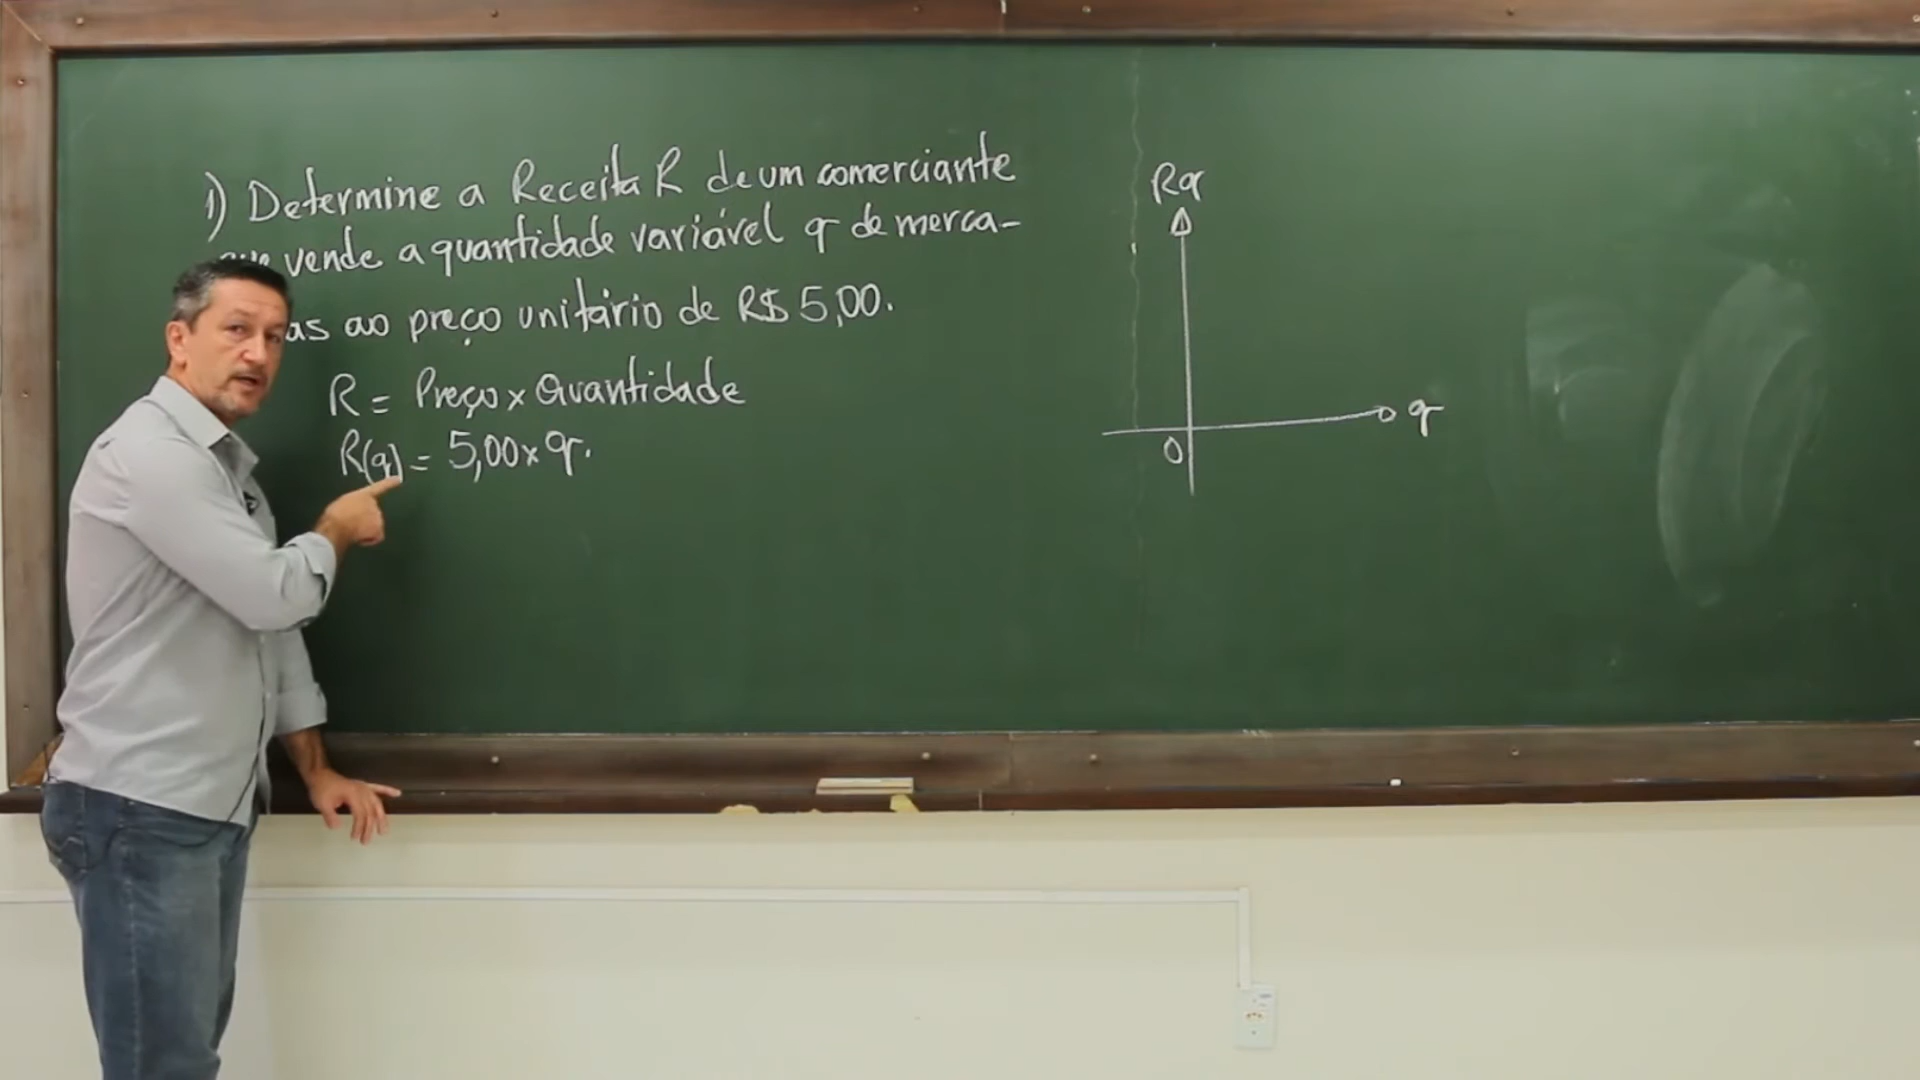 1) Determine a Receita R de um comerciante
vende a quantidade variável q de merca-
as ao preço unitário de R$ 5,00.
R = Preço x Quantidade
R(q) = 5,00 x q.
Rq
q
0